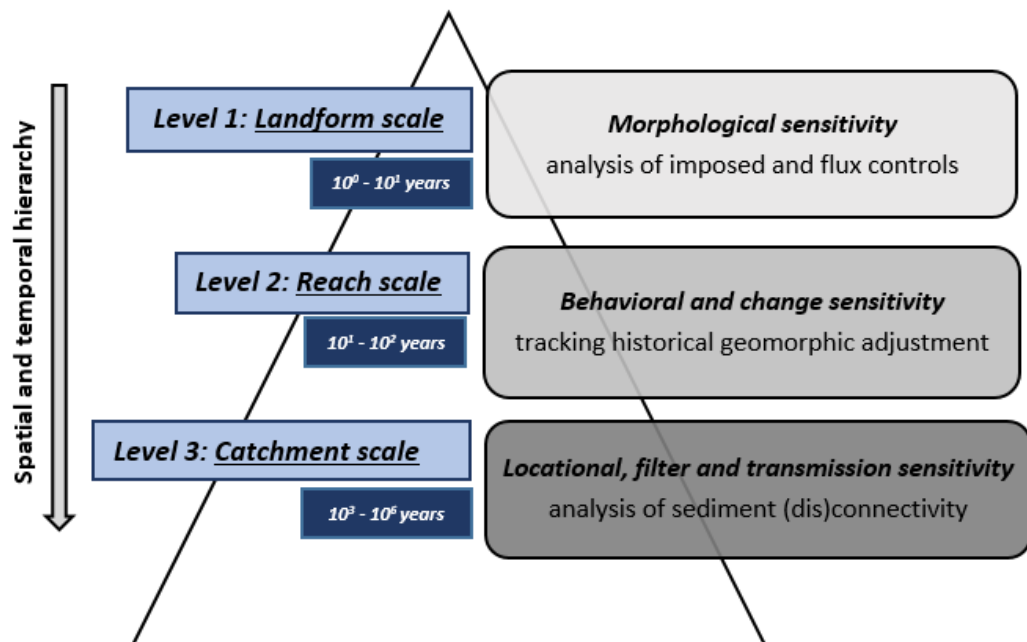 Spatial and temporal hierarchy
Level 1: Landform scale
10⁰ - 10¹ years
Morphological sensitivity
analysis of imposed and flux controls
Level 2: Reach scale
10¹ - 10² years
Behavioral and change sensitivity
tracking historical geomorphic adjustment
Level 3: Catchment scale
10³ - 10⁶ years
Locational, filter and transmission sensitivity
analysis of sediment (dis)connectivity